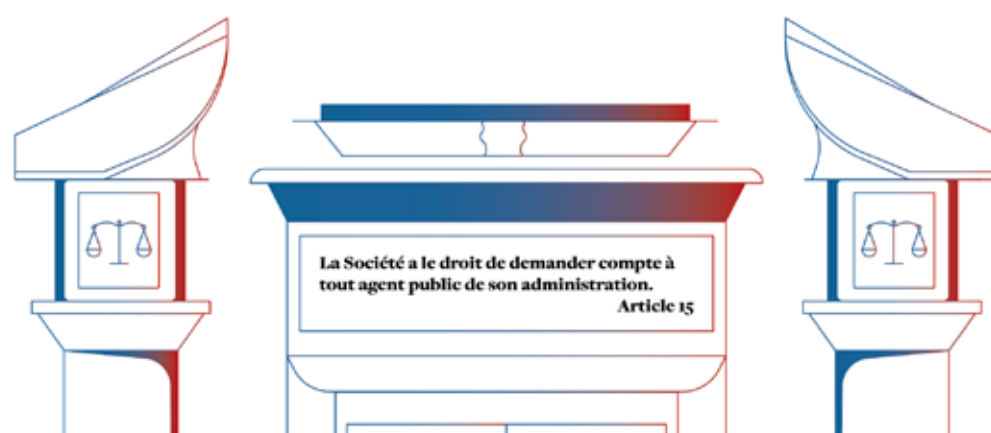 La Société a le droit de demander compte à
tout agent public de son administration.
Article 15